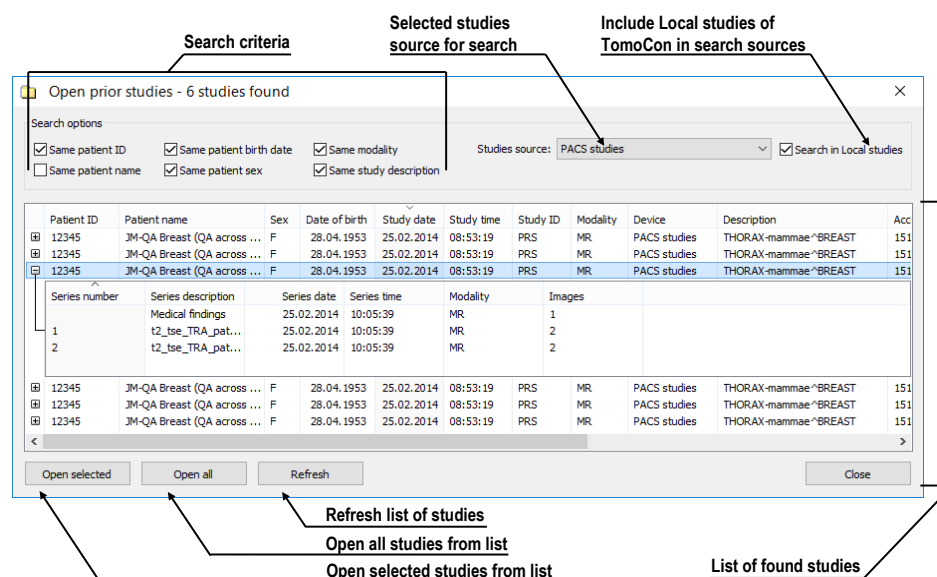 Selected studies
source for search
Include Local studies of
TomoCon in search sources
Search criteria
Open prior studies - 6 studies found
Search options
Same patient ID
Same patient birth date
Same modality
Studies source: PACS studies
Search in Local studies
Same patient name
Same patient sex
Same study description
Patient ID Patient name Sex Date of birth Study date Study time Study ID Modality Device Description Acc
12345 JM-QA Breast (QA across ... F 28.04.1953 25.02.2014 08:53:19 PRS MR PACS studies THORAX-mammae^BREAST 151
12345 JM-QA Breast (QA across ... F 28.04.1953 25.02.2014 08:53:19 PRS MR PACS studies THORAX-mammae^BREAST 151
12345 JM-QA Breast (QA across ... F 28.04.1953 25.02.2014 08:53:19 PRS MR PACS studies THORAX-mammae^BREAST 151
Series number Series description Series date Series time Modality Images
Medical findings 25.02.2014 10:05:39 MR 1
1 t2_tse_TRA_pat... 25.02.2014 10:05:39 MR 2
2 t2_tse_TRA_pat... 25.02.2014 10:05:39 MR 2
12345 JM-QA Breast (QA across ... F 28.04.1953 25.02.2014 08:53:19 PRS MR PACS studies THORAX-mammae^BREAST 151
12345 JM-QA Breast (QA across ... F 28.04.1953 25.02.2014 08:53:19 PRS MR PACS studies THORAX-mammae^BREAST 151
12345 JM-QA Breast (QA across ... F 28.04.1953 25.02.2014 08:53:19 PRS MR PACS studies THORAX-mammae^BREAST 151
Open selected
Open all
Refresh
Close
Refresh list of studies
Open all studies from list
Open selected studies from list
List of found studies